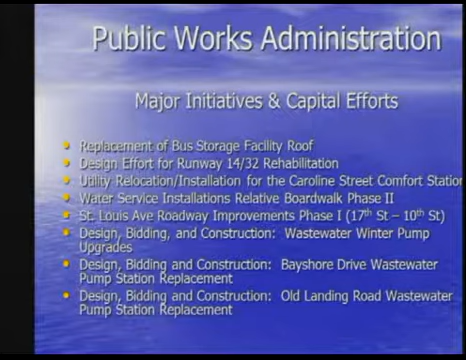 Public Works Administration
Major Initiatives & Capital Efforts
Replacement of Bus Storage Facility Roof
Design Effort for Runway 14/32 Rehabilitation
Utility Relocation/Installation for the Caroline Street Comfort Station
Water Service Installations Relative Boardwalk Phase II
St. Louis Ave Roadway Improvements Phase I (17th St – 10th St)
Design, Bidding, and Construction: Wastewater Winter Pump
Upgrades
Design, Bidding and Construction: Bayshore Drive Wastewater
Pump Station Replacement
Design, Bidding and Construction: Old Landing Road Wastewater
Pump Station Replacement